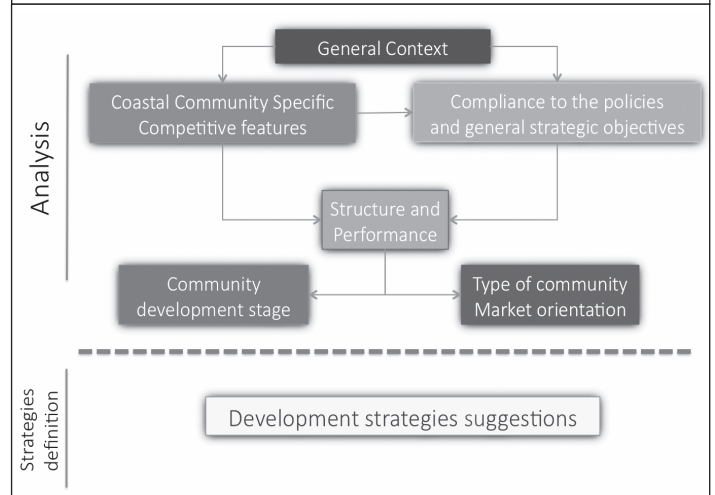 General Context
Coastal Community Specific
Competitive features
Compliance to the policies
and general strategic objectives
Analysis
Structure and
Performance
Community
development stage
Type of community
Market orientation
Strategies
definition
Development strategies suggestions